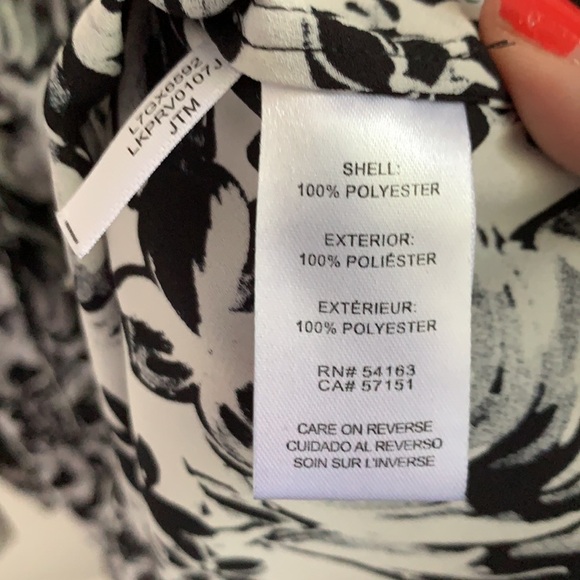 L7GX6592
LKPRV0107J
JTM
SHELL:
100% POLYESTER
EXTERIOR:
100% POLIÉSTER
EXTÉRIEUR:
100% POLYESTER
RN# 54163
CA# 57151
CARE ON REVERSE
CUIDADO AL REVERSO
SOIN SUR L'INVERSE